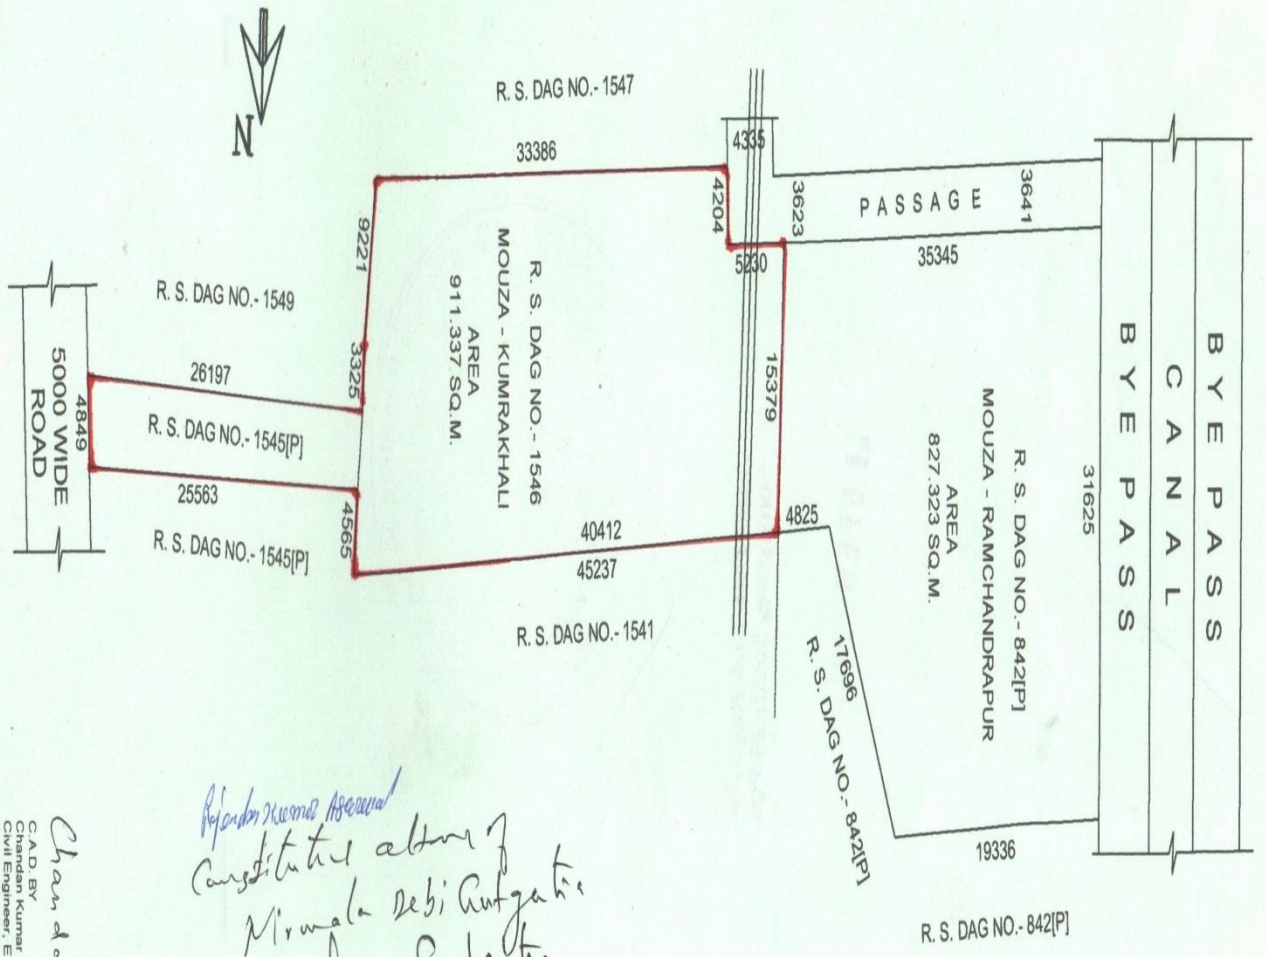 N
R. S. DAG NO.- 1547
33386
4335
4204
5230
3623
PASSAGE
3641
35345
9221
3325
R. S. DAG NO.- 1546
MOUZA - KUMRAKHALI
AREA
911.337 SQ.M.
15379
R. S. DAG NO.- 842[P]
MOUZA - RAMCHANDRAPUR
AREA
827.323 SQ.M.
31625
BYE PASS
CANAL
BYE PASS
R. S. DAG NO.- 1549
26197
R. S. DAG NO.- 1545[P]
4849
5000 WIDE
ROAD
25563
R. S. DAG NO.- 1545[P]
4565
40412
45237
4825
R. S. DAG NO.- 1541
17696
R. S. DAG NO.- 842[P]
19336
R. S. DAG NO.- 842[P]
Constituted attorney of
Nirmala Debi
C.A.D. BY
Chandan Kumar
Civil Engineer, E